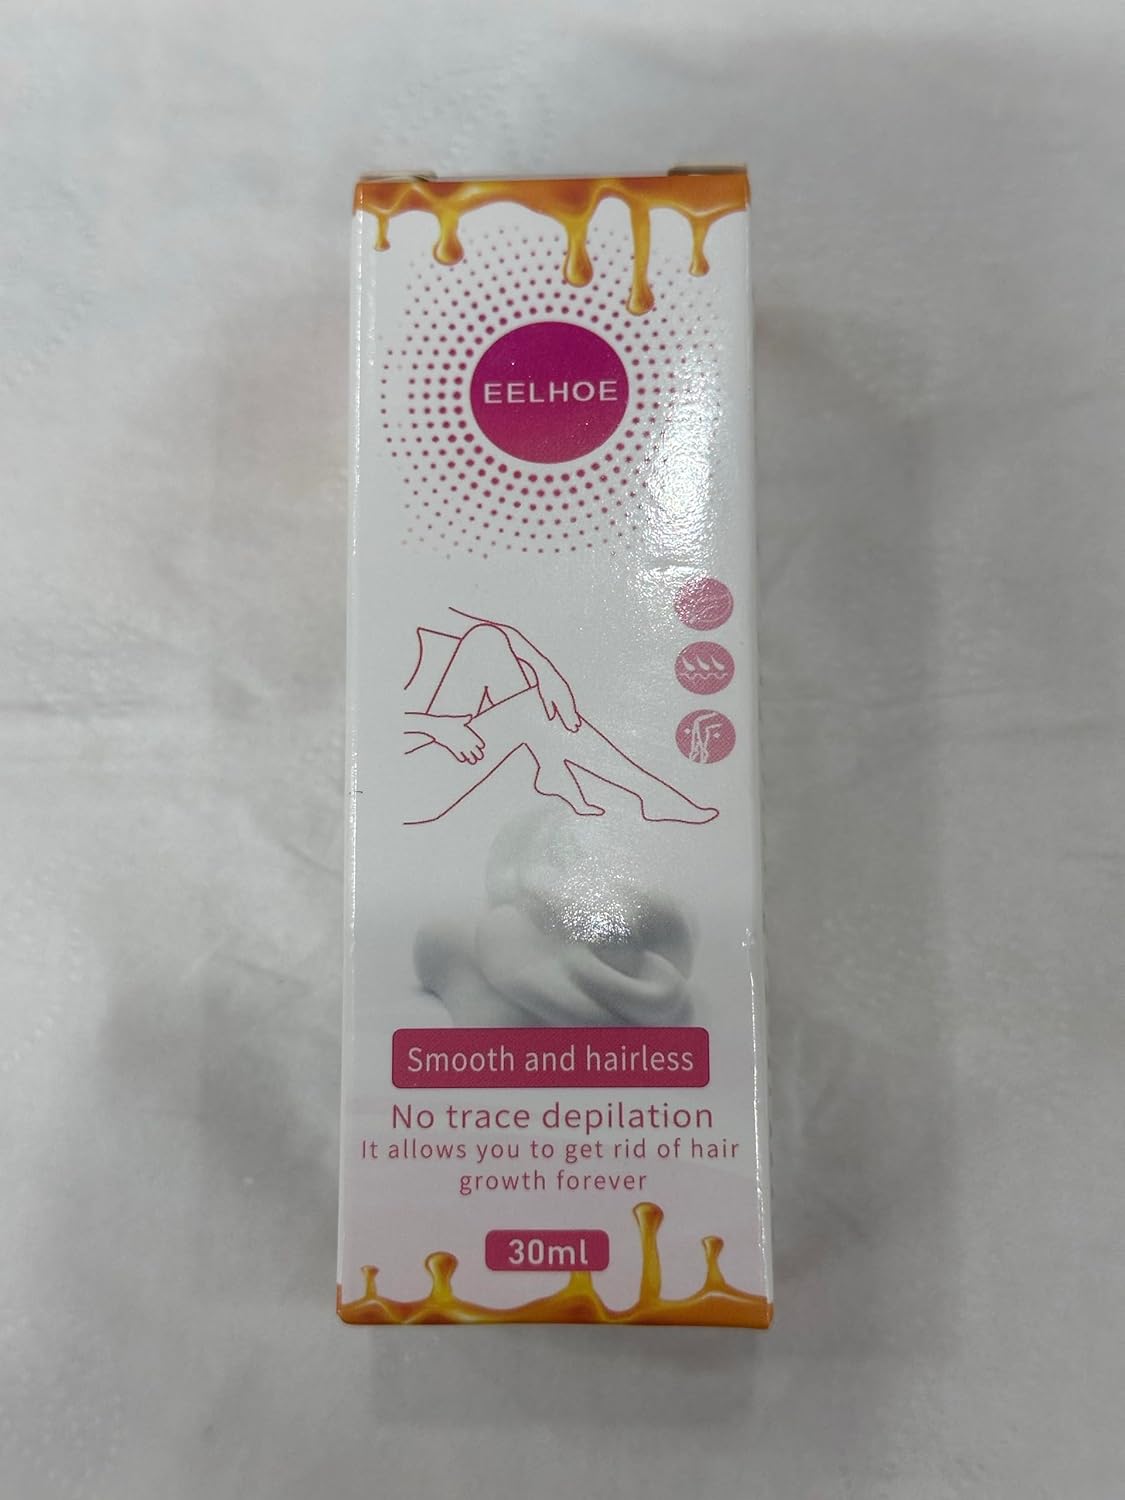 EELHOE
Smooth and hairless
No trace depilation
It allows you to get rid of hair
growth forever
30ml